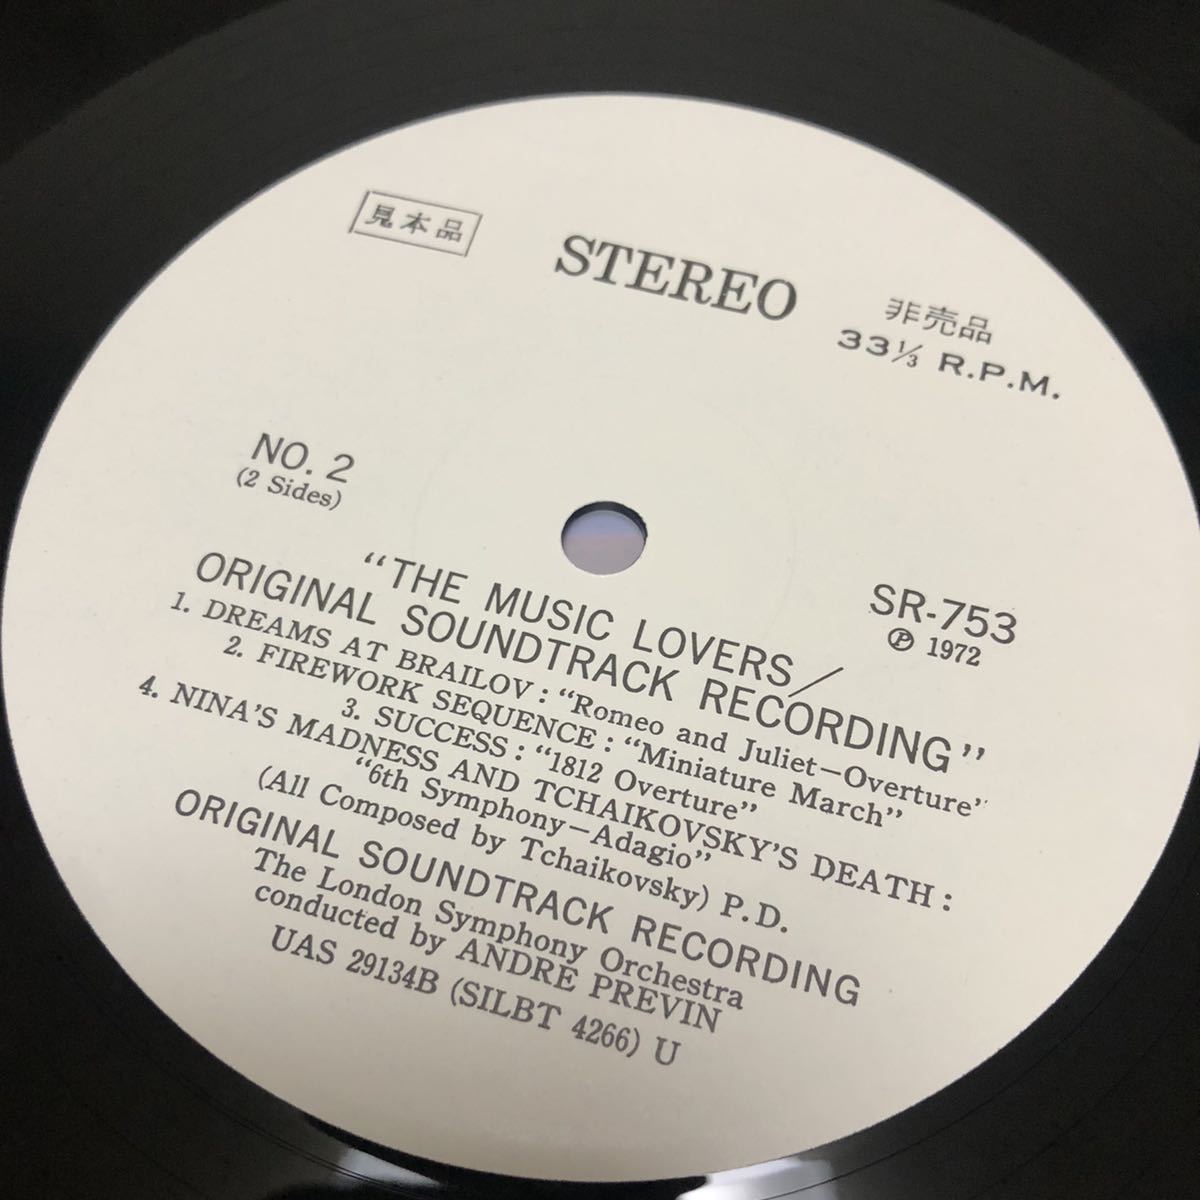 見本品
STEREO
非売品
33⅓ R.P.M.
NO. 2
(2 Sides)
SR-753
Ⓟ 1972
“THE MUSIC LOVERS/
ORIGINAL SOUNDTRACK RECORDING”
1. DREAMS AT BRAILOV: “Romeo and Juliet—Overture”
2. FIREWORK SEQUENCE: “Miniature March”
3. SUCCESS: “1812 Overture”
4. NINA'S MADNESS AND TCHAIKOVSKY'S DEATH:
“6th Symphony—Adagio”
(All Composed by Tchaikovsky) P.D.
ORIGINAL SOUNDTRACK RECORDING
The London Symphony Orchestra
conducted by ANDRE PREVIN
UAS 29134B (SILBT 4266) U